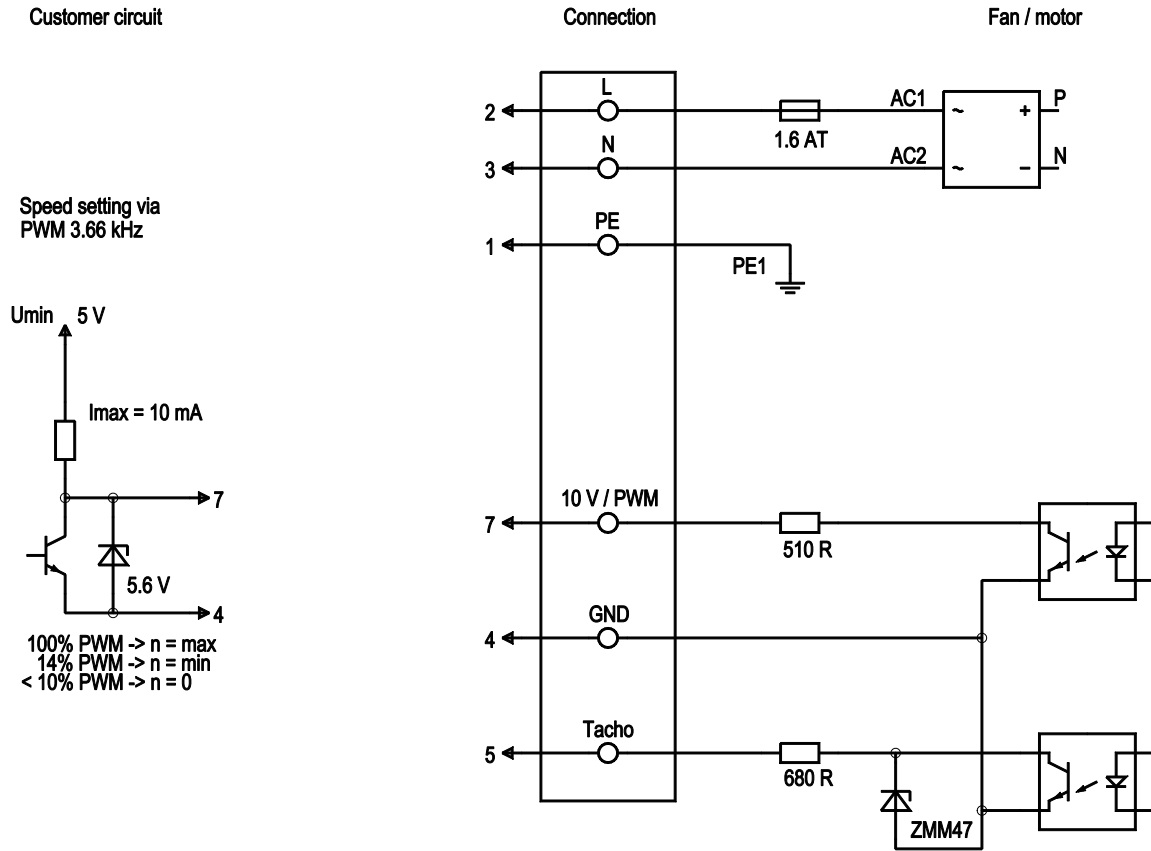 Customer circuit
Connection
Fan / motor
L
2
AC1
~
+
P
1.6 AT
N
3
AC2
~
–
N
Speed setting via
PWM 3.66 kHz
PE
1
PE1
Umin
5 V
Imax = 10 mA
7
10 V / PWM
7
510 R
5.6 V
4
GND
4
100% PWM -> n = max
14% PWM -> n = min
< 10% PWM -> n = 0
Tacho
5
680 R
ZMM47